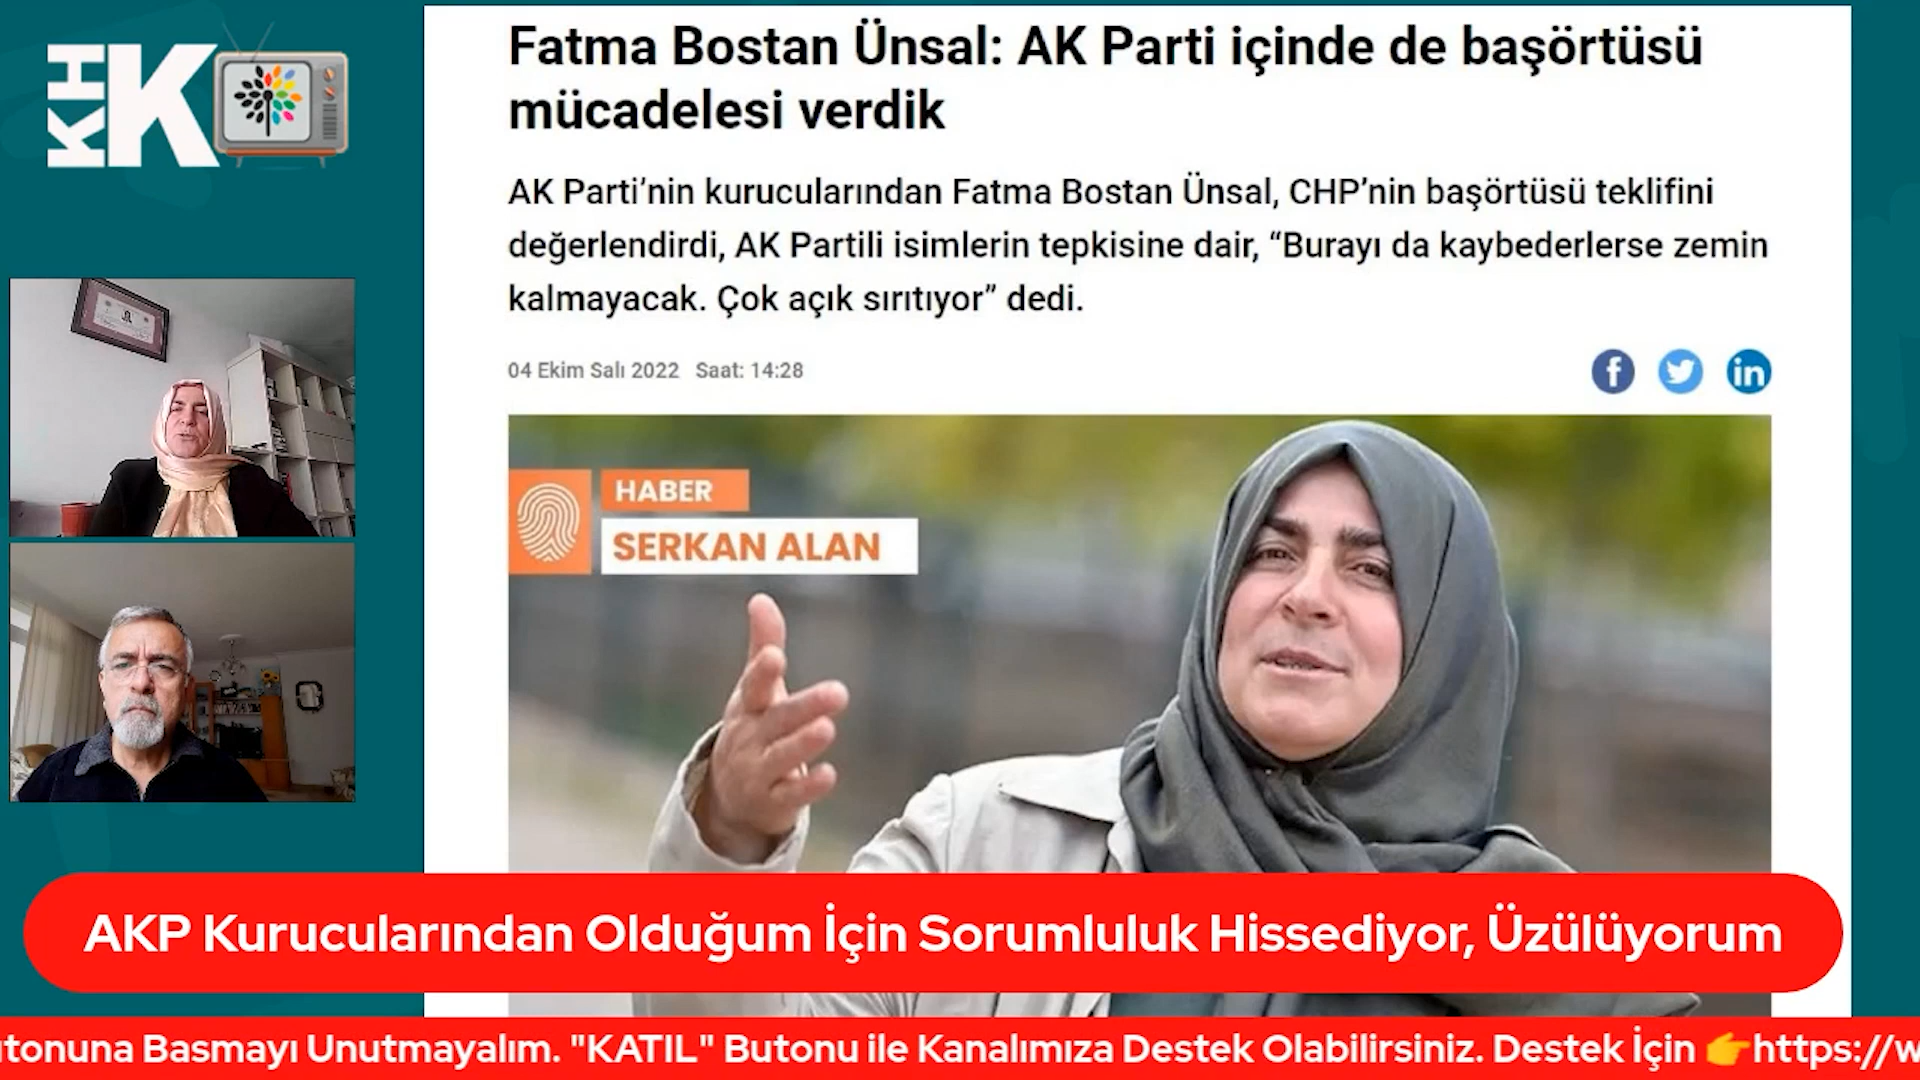 KHK
Fatma Bostan Ünsal: AK Parti içinde de başörtüsü
mücadelesi verdik
AK Parti’nin kurucularından Fatma Bostan Ünsal, CHP’nin başörtüsü teklifini
değerlendirdi, AK Partili isimlerin tepkisine dair, “Burayı da kaybederlerse zemin
kalmayacak. Çok açık sırıtıyor” dedi.
04 Ekim Salı 2022 Saat: 14:28
HABER
SERKAN ALAN
AKP Kurucularından Olduğum İçin Sorumluluk Hissediyor, Üzülüyorum
utonuna Basmayı Unutmayalım. "KATIL" Butonu ile Kanalımıza Destek Olabilirsiniz. Destek İçin 👉https://w